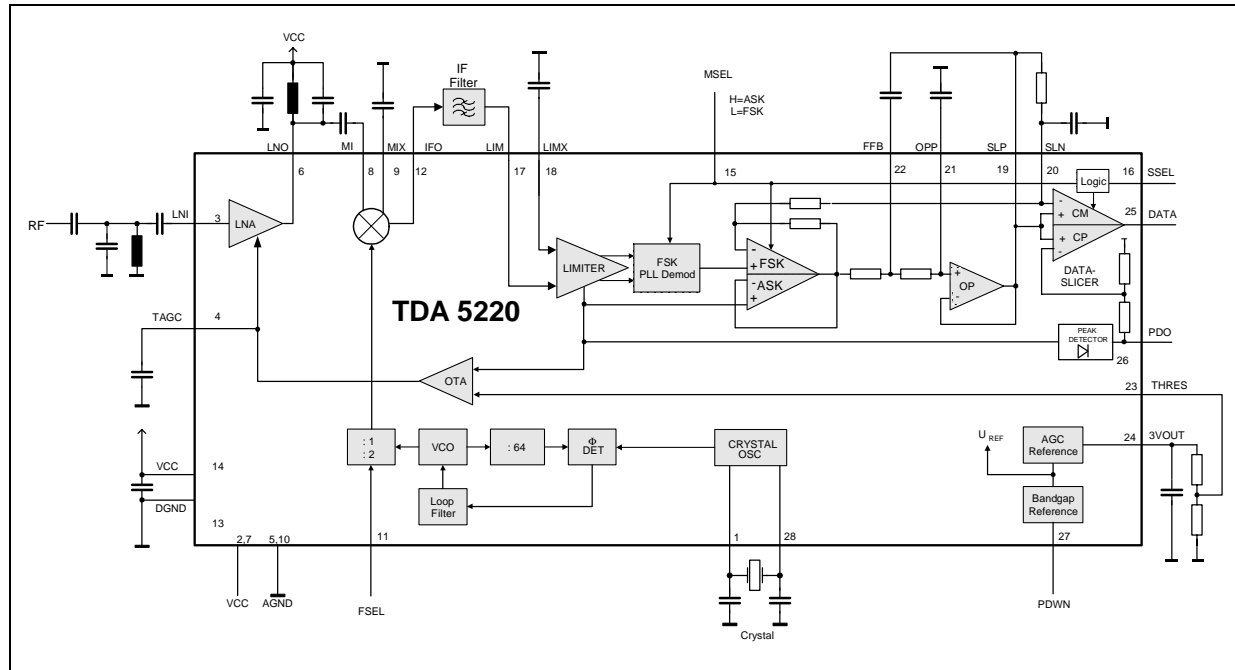 VCC
IF
Filter
MSEL
H=ASK
L=FSK
LNO
MI
MIX
IFO
LIM
LIMX
FFB
OPP
SLP
SLN
6
8
9
12
17
18
15
22
21
19
20
16
SSEL
Logic
RF
LNI
3
LNA
-
+
CM
+
CP
-
25
DATA
DATA-
SLICER
LIMITER
FSK
PLL Demod
-
+
FSK
-
ASK
+
+
-
OP
TDA 5220
TAGC
4
PEAK
DETECTOR
26
PDO
OTA
23
THRES
: 1
: 2
VCO
: 64
Φ
DET
CRYSTAL
OSC
U REF
AGC
Reference
24
3VOUT
VCC
14
Loop
Filter
Bandgap
Reference
DGND
13
2,7
5,10
11
1
28
27
VCC
AGND
FSEL
Crystal
PDWN